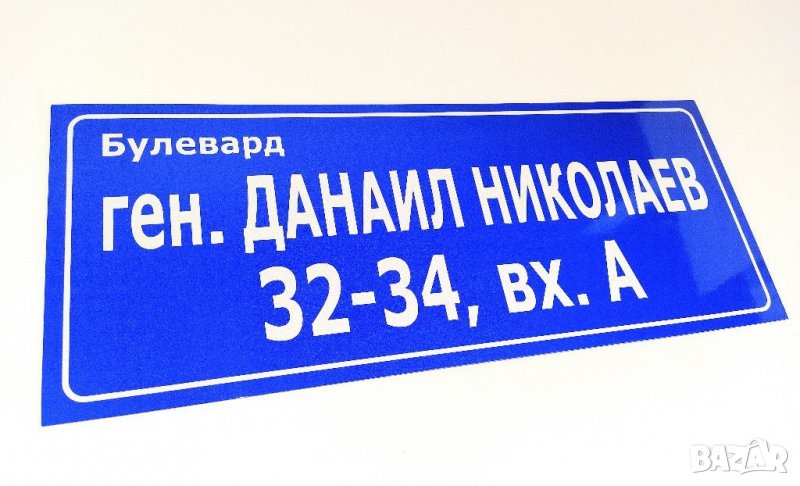 Булевард
ген. ДАНАИЛ НИКОЛАЕВ
32-34, вх. А
BAZAR